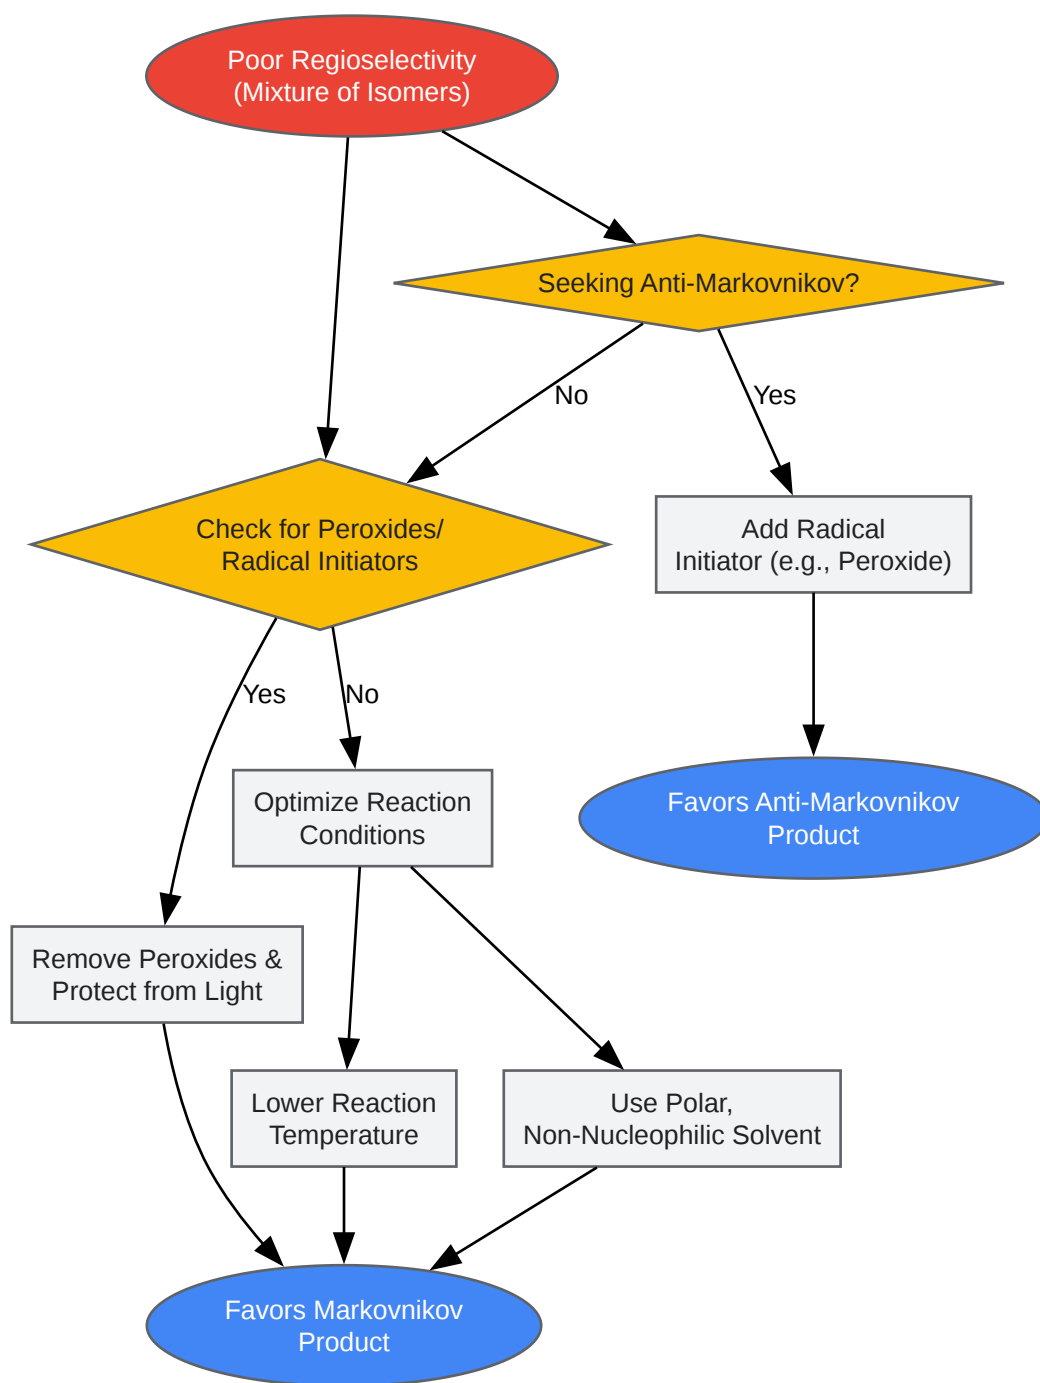 Poor Regioselectivity
(Mixture of Isomers)
Seeking Anti-Markovnikov?
No
Yes
Check for Peroxides/
Radical Initiators
Add Radical
Initiator (e.g., Peroxide)
Yes
No
Optimize Reaction
Conditions
Favors Anti-Markovnikov
Product
Remove Peroxides &
Protect from Light
Lower Reaction
Temperature
Use Polar,
Non-Nucleophilic Solvent
Favors Markovnikov
Product